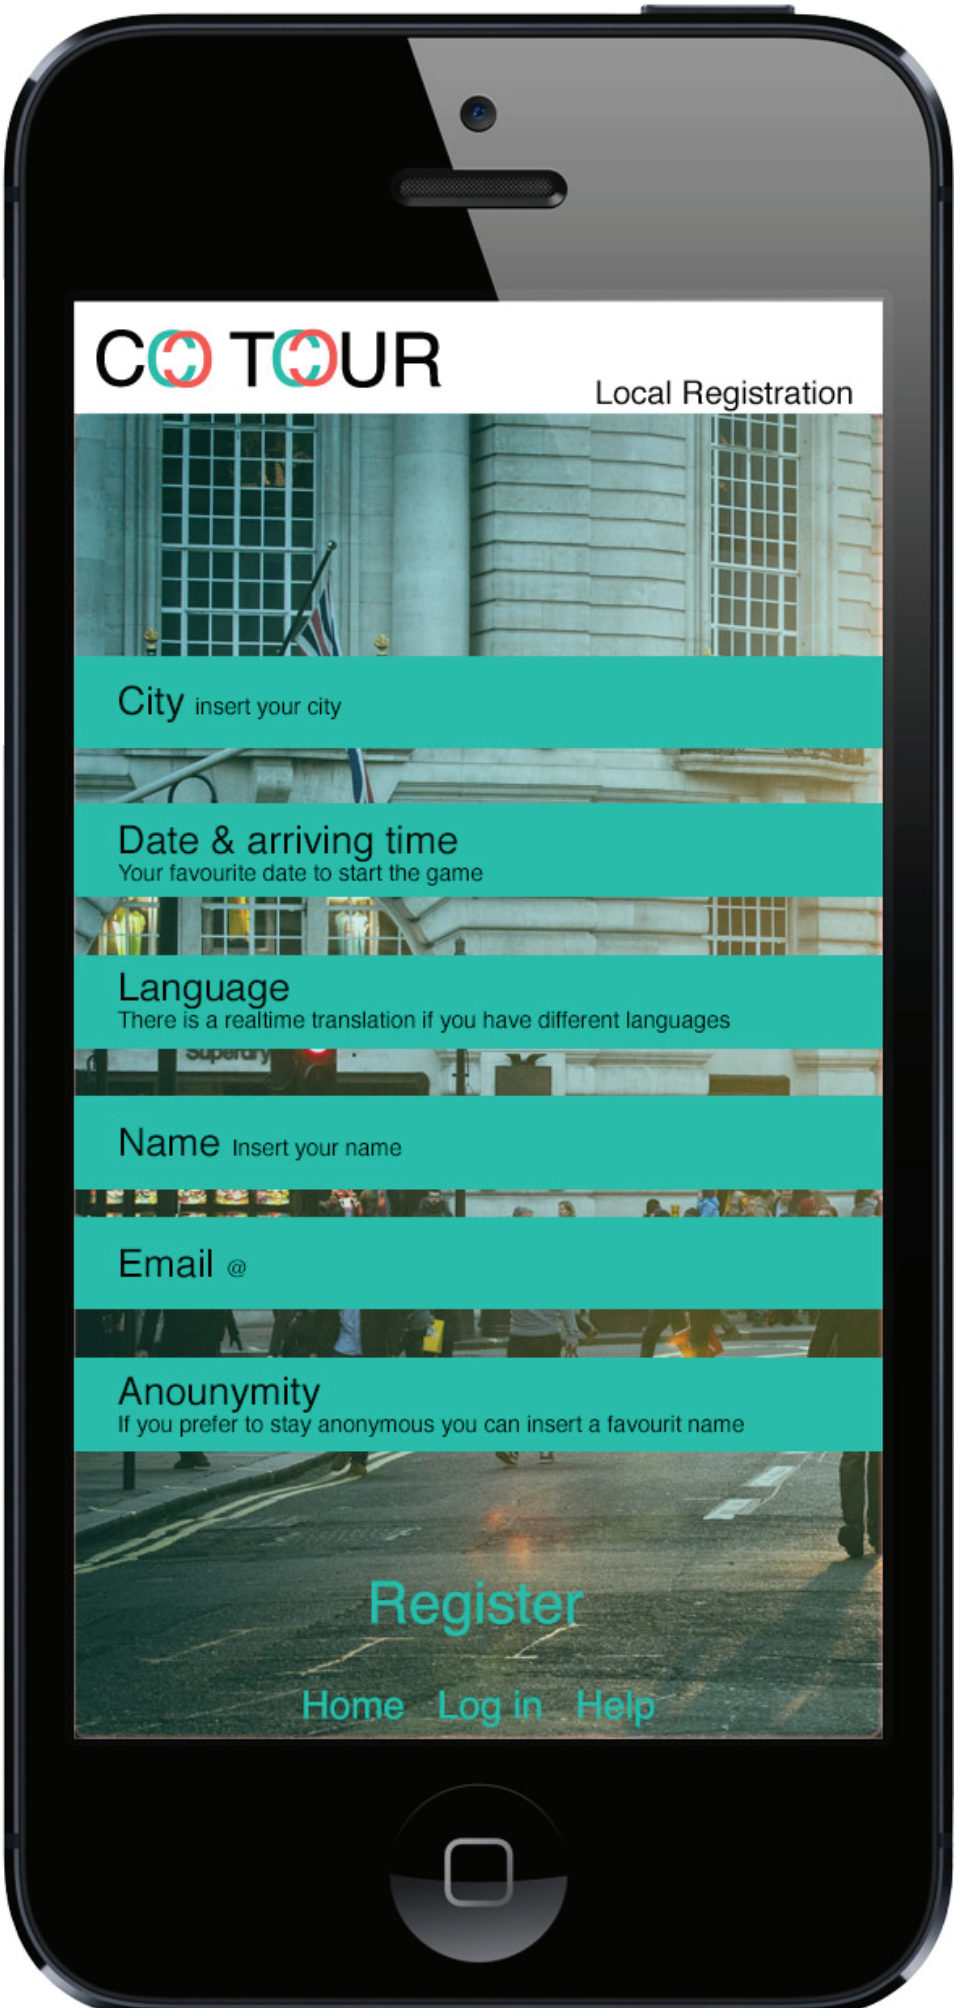 CO TOUR
Local Registration
City insert your city
Date & arriving time
Your favourite date to start the game
Language
There is a realtime translation if you have different languages
Superdry
Name Insert your name
Email @
Anounymity
If you prefer to stay anonymous you can insert a favourit name
Register
Home Log in Help